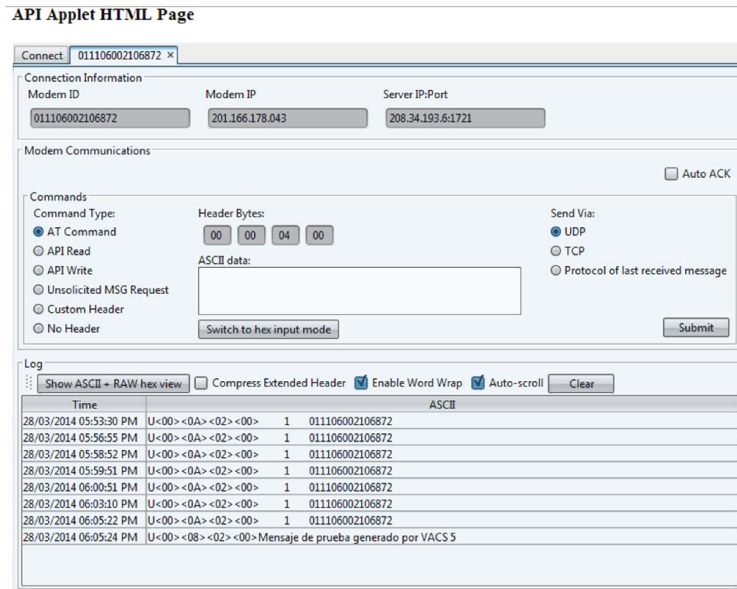 API Applet HTML Page
Connect 011106002106872 ×
Connection Information
Modem ID Modem IP Server IP:Port
011106002106872 201.166.178.043 208.34.193.6:1721
Modem Communications
Auto ACK
Commands
Command Type: Header Bytes: Send Via:
AT Command 00 00 04 00 UDP
API Read TCP
API Write ASCII data: Protocol of last received message
Unsolicited MSG Request
Custom Header
No Header Switch to hex input mode Submit
Log
Show ASCII + RAW hex view Compress Extended Header Enable Word Wrap Auto-scroll Clear
Time ASCII
28/03/2014 05:53:30 PM U<00><0A><02><00> 1 011106002106872
28/03/2014 05:56:55 PM U<00><0A><02><00> 1 011106002106872
28/03/2014 05:58:52 PM U<00><0A><02><00> 1 011106002106872
28/03/2014 05:59:51 PM U<00><0A><02><00> 1 011106002106872
28/03/2014 06:00:51 PM U<00><0A><02><00> 1 011106002106872
28/03/2014 06:03:10 PM U<00><0A><02><00> 1 011106002106872
28/03/2014 06:05:22 PM U<00><0A><02><00> 1 011106002106872
28/03/2014 06:05:24 PM U<00><08><02><00>Mensaje de prueba generado por VACS 5